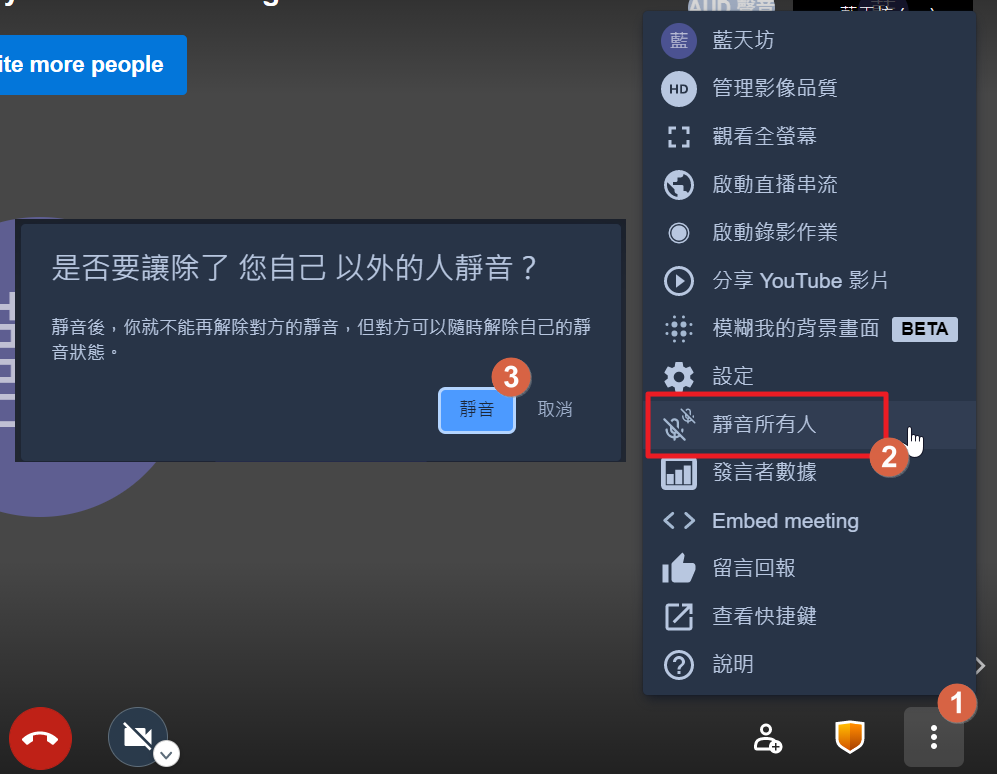 ite more people
AUD 聲音
藍天坊
藍 藍天坊
HD 管理影像品質
觀看全螢幕
啟動直播串流
啟動錄影作業
分享 YouTube 影片
模糊我的背景畫面 BETA
設定
靜音所有人
2
發言者數據
Embed meeting
留言回報
查看快捷鍵
說明
1
是否要讓除了 您自己 以外的人靜音？
靜音後，你就不能再解除對方的靜音，但對方可以隨時解除自己的靜
音狀態。
3
靜音 取消